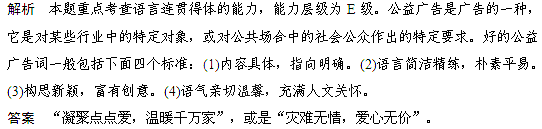 解析　本题重点考查语言连贯得体的能力，能力层级为 E 级。公益广告是广告的一种，
它是对某些行业中的特定对象，或对公共场合中的社会公众作出的特定要求。好的公益
广告词一般包括下面四个标准：(1)内容具体，指向明确。(2)语言简洁精练，朴素平易。
(3)构思新颖，富有创意。(4)语气亲切温馨，充满人文关怀。
答案　“凝聚点点爱，温暖千万家”，或是“灾难无情，爱心无价”。